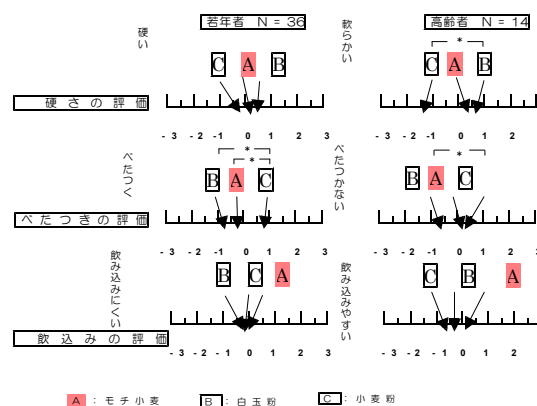 若年者 N = 36
高齢者 N = 14
硬い
軟らかい
*
C A B
C A B
硬さの評価
-3 -2 -1 0 1 2 3
-3 -2 -1 0 1 2
べたつく
べたつかない
*
*
*
B A C
B A C
べたつきの評価
-3 -2 -1 0 1 2 3
-3 -2 -1 0 1 2 3
飲み込みにくい
飲み込みやすい
B C A
C B A
飲込みの評価
-3 -2 -1 0 1 2 3
-3 -2 -1 0 1 2
A : モチ小麦 B : 白玉粉 C : 小麦粉